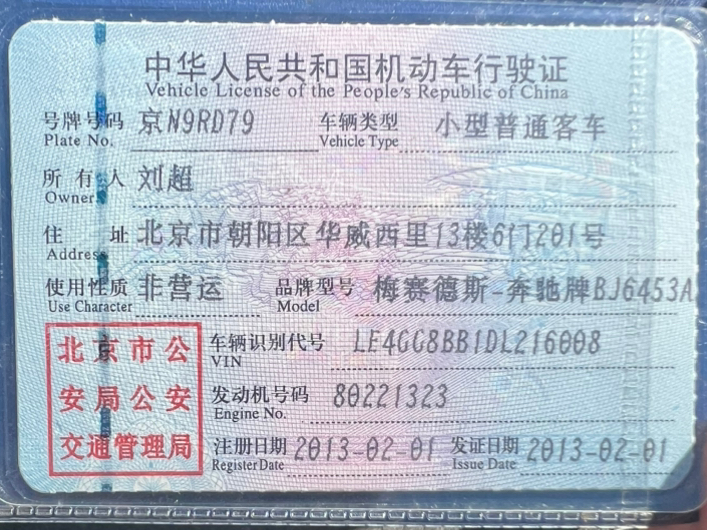 中华人民共和国机动车行驶证
Vehicle License of the People's Republic of China
号牌号码 京N9RD79 车辆类型 小型普通客车
Plate No. Vehicle Type
所有人 刘超
Owner
住址 北京市朝阳区华威西里13楼6门201号
Address
使用性质 非营运 品牌型号 梅赛德斯-奔驰牌BJ6453A
Use Character Model
北京市公 车辆识别代号 LE4GG8BB1DL216008
VIN
安局公安 发动机号码 80221323
Engine No.
交通管理局 注册日期 2013-02-01 发证日期 2013-02-01
Register Date Issue Date